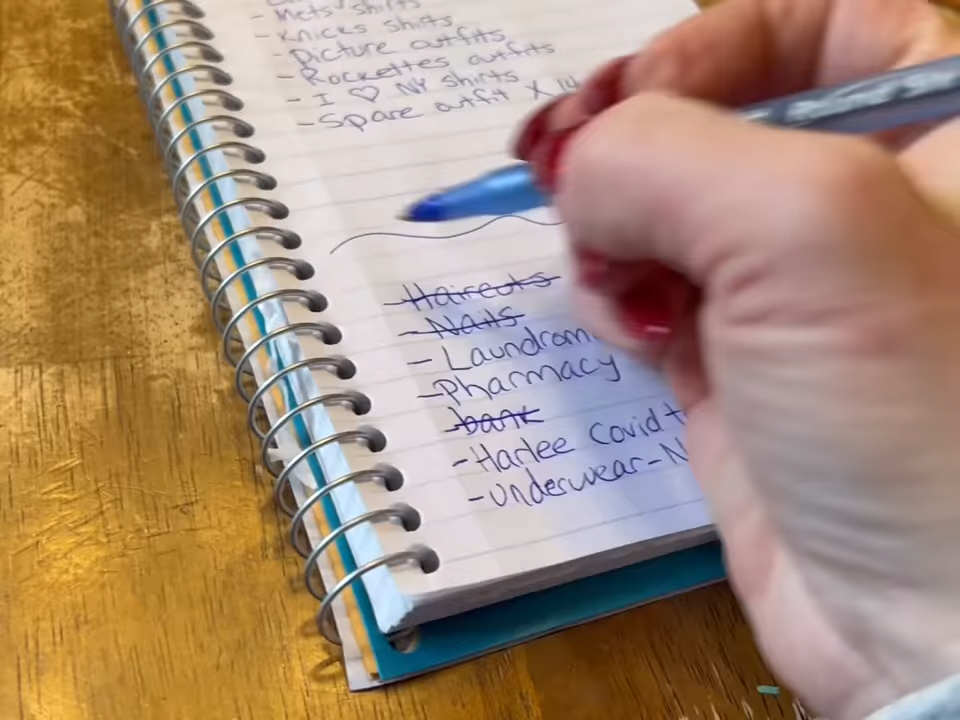 - Mets shirts
- Knicks shirts
- Picture outfits
- Rockettes outfits
- I ♡ NY shirts
- Spare outfit X 14
- Haircuts
- Nails
- Laundrom
- Pharmacy
- bank
- Harlee Covid t
- underwear - N